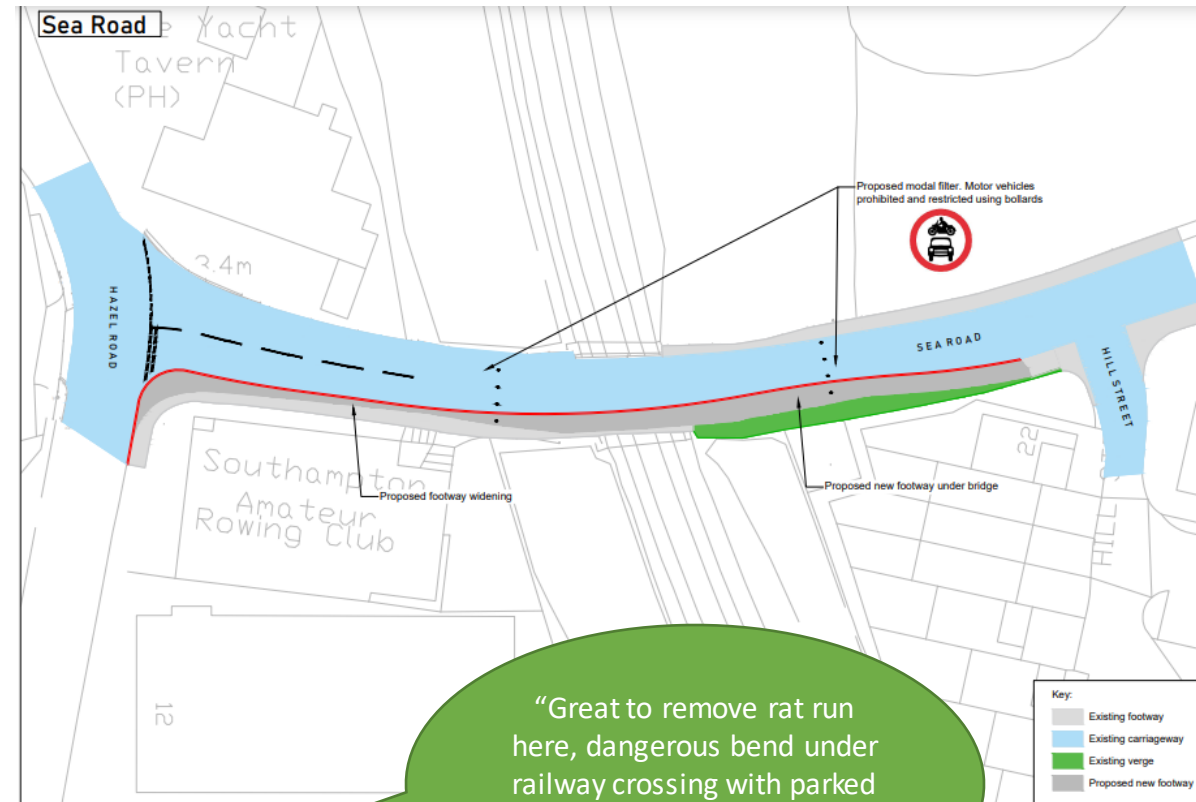 Sea Road
Yacht
Tavern
(PH)
Proposed modal filter. Motor vehicles
prohibited and restricted using bollards
3.4m
HAZEL ROAD
SEA ROAD
HILL STREET
Southampton
Amateur
Rowing Club
Proposed footway widening
Proposed new footway under bridge
22
HILL
12
“Great to remove rat run
here, dangerous bend under
railway crossing with parked
Key:
Existing footway
Existing carriageway
Existing verge
Proposed new footway